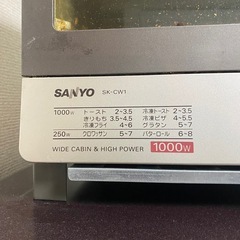 SANYO SK-CW1
1000W トースト 2~3.5 冷凍トースト 2~3.5
きりもち 3.5~4.5 冷凍ピザ 4~5.5
冷凍フライ 4~6 グラタン 5~7
250W クロワッサン 5~7 バターロール 6~8
WIDE CABIN & HIGH POWER 1000W